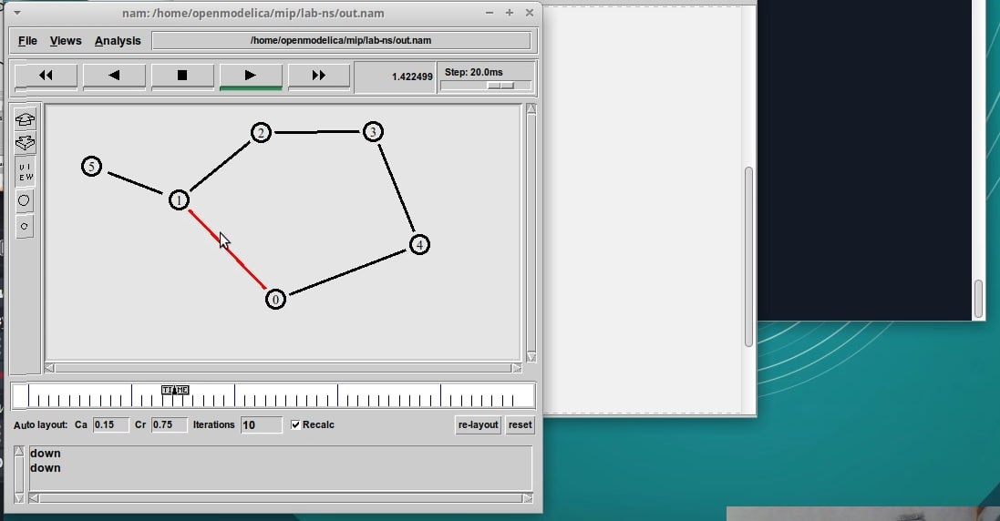 nam: /home/openmodelica/mip/lab-ns/out.nam
File Views Analysis /home/openmodelica/mip/lab-ns/out.nam
1.422499 Step: 20.0ms
2 3
5
1
4
0
VI
EW
TIME
Auto layout: Ca 0.15 Cr 0.75 Iterations 10 Recalc re-layout reset
down
down